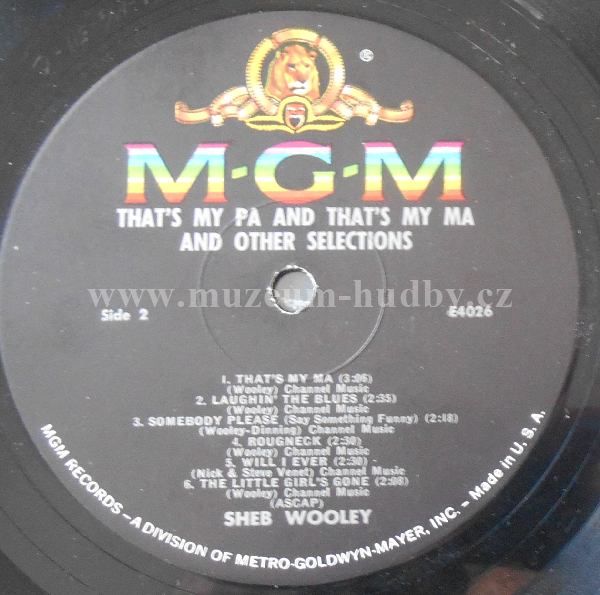 ®
M·G·M
THAT'S MY PA AND THAT'S MY MA
AND OTHER SELECTIONS
www.muzeum-hudby.cz
Side 2
E4026
1. THAT'S MY MA (3:06)
(Wooley) Channel Music
2. LAUGHIN' THE BLUES (2:35)
(Wooley) Channel Music
3. SOMEBODY PLEASE (Say Something Funny) (2:18)
(Wooley-Dinning) Channel Music
4. ROUGNECK (2:30)
(Wooley) Channel Music
5. WILL I EVER (2:30)
(Nick & Steve Venet) Channel Music
6. THE LITTLE GIRL'S GONE (2:08)
(Wooley) Channel Music
(ASCAP)
SHEB WOOLEY
MGM RECORDS – A DIVISION OF METRO-GOLDWYN-MAYER, INC. – Made in U. S. A.